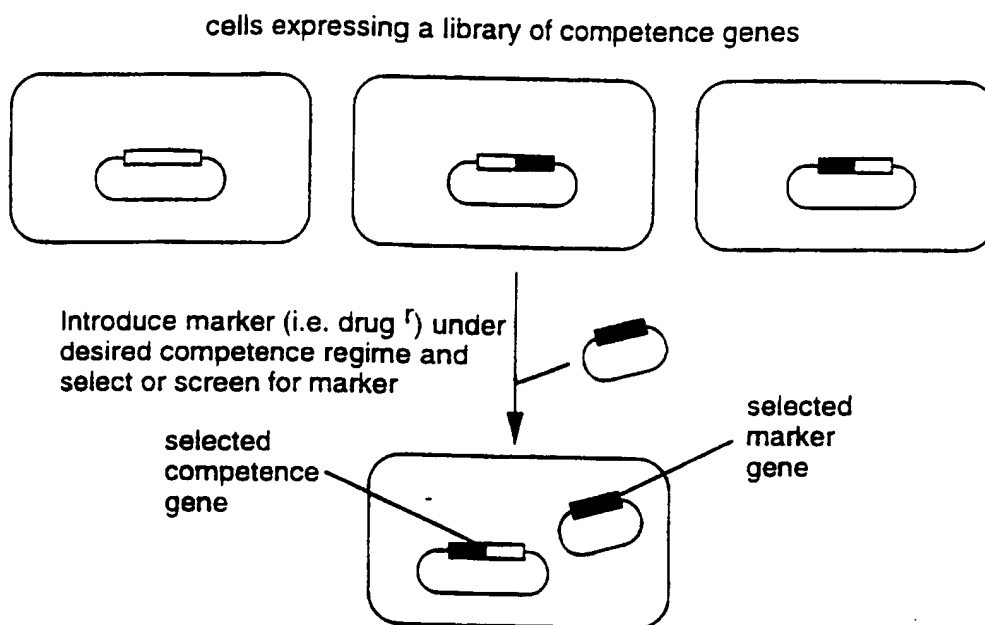 cells expressing a library of competence genes
Introduce marker (i.e. drug r) under
desired competence regime and
select or screen for marker
selected
competence
gene
selected
marker
gene